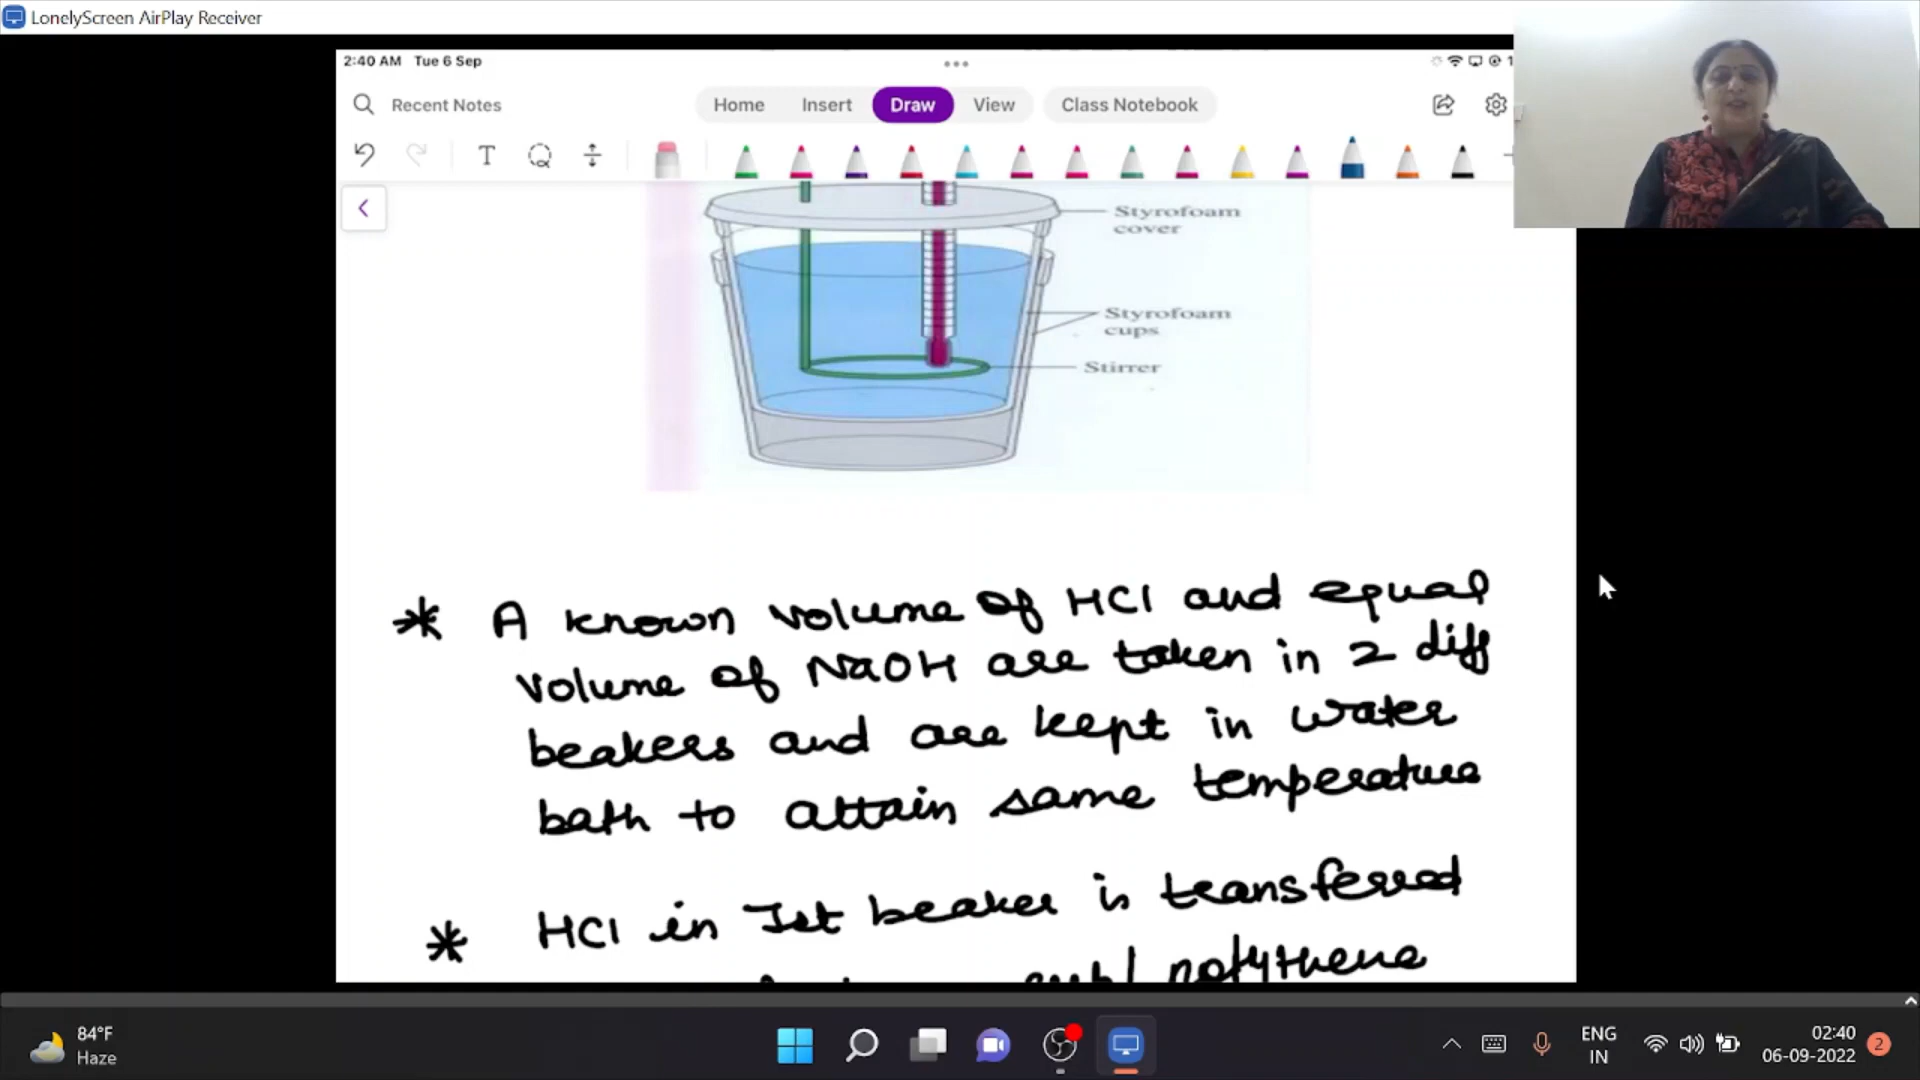 LonelyScreen AirPlay Receiver
2:40 AM Tue 6 Sep
Recent Notes
Home Insert Draw View Class Notebook
T
Styrofoam
cover
Styrofoam
cups
Stirrer
* A known volume of HCl and equal
volume of NaOH are taken in 2 diff
beakers and are kept in water
bath to attain same temperature
* HCl in Ist beaker is transferred
polythene
84°F
Haze
ENG
IN
02:40
06-09-2022
2